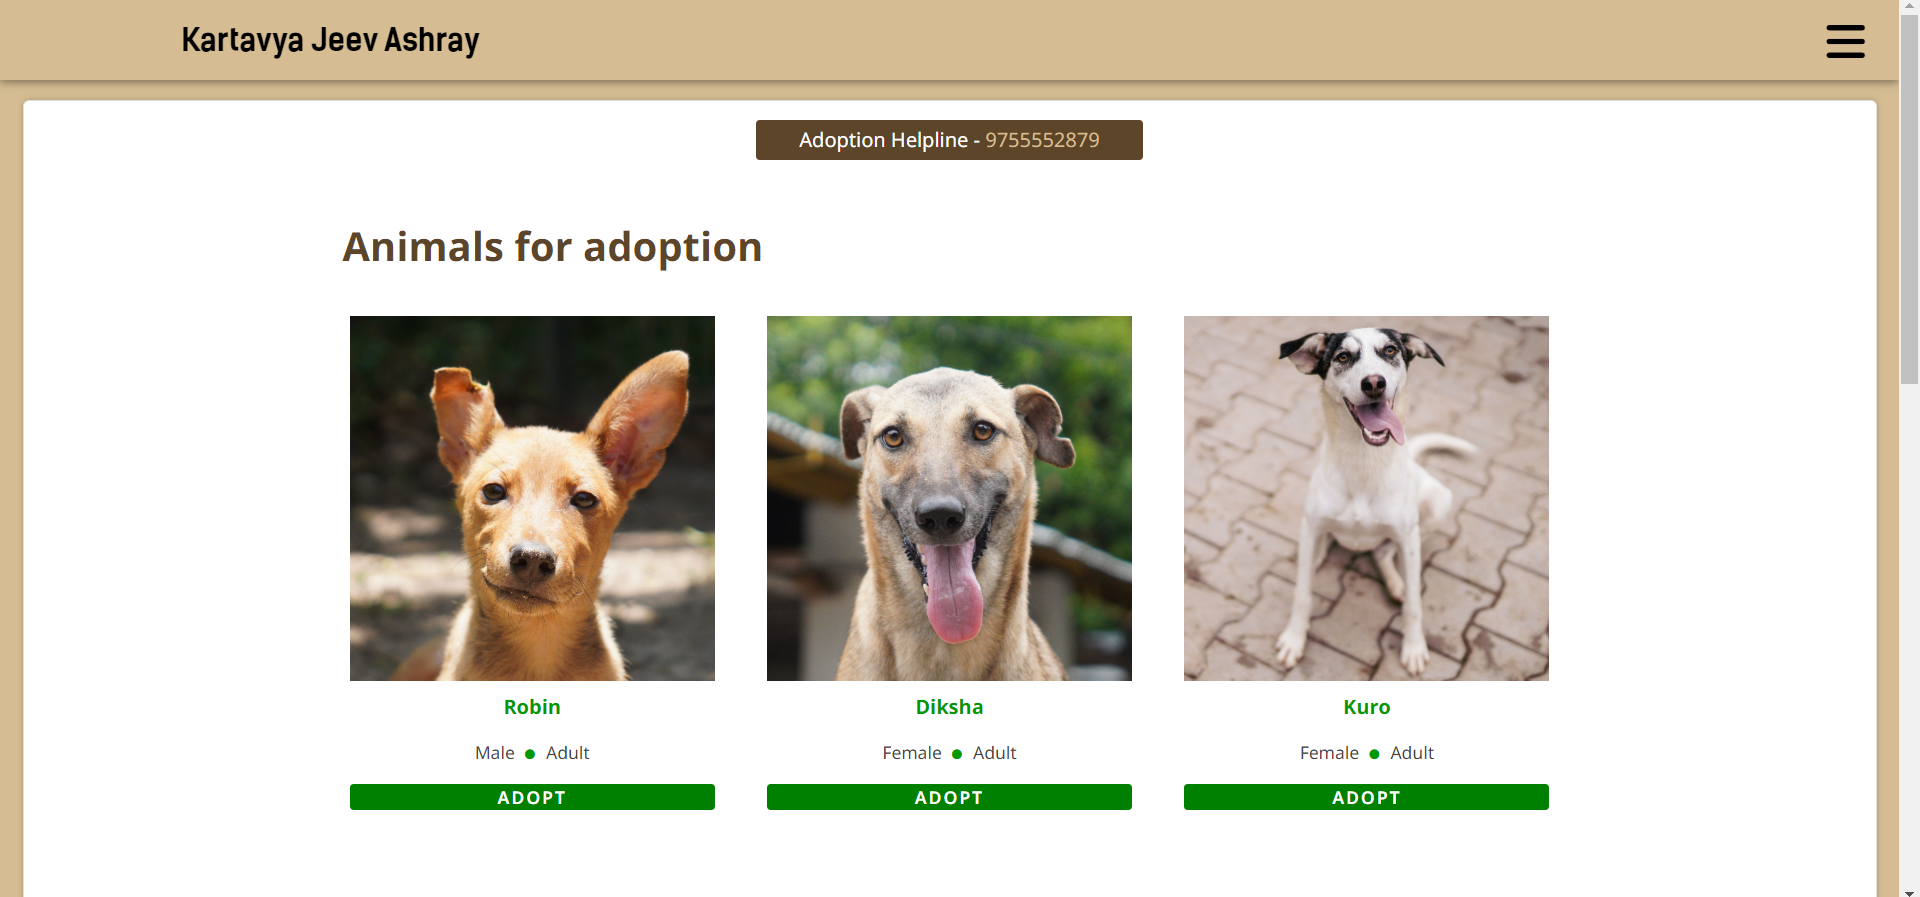 Kartavya Jeev Ashray
Adoption Helpline - 9755552879
Animals for adoption
Robin
Male ● Adult
ADOPT
Diksha
Female ● Adult
ADOPT
Kuro
Female ● Adult
ADOPT